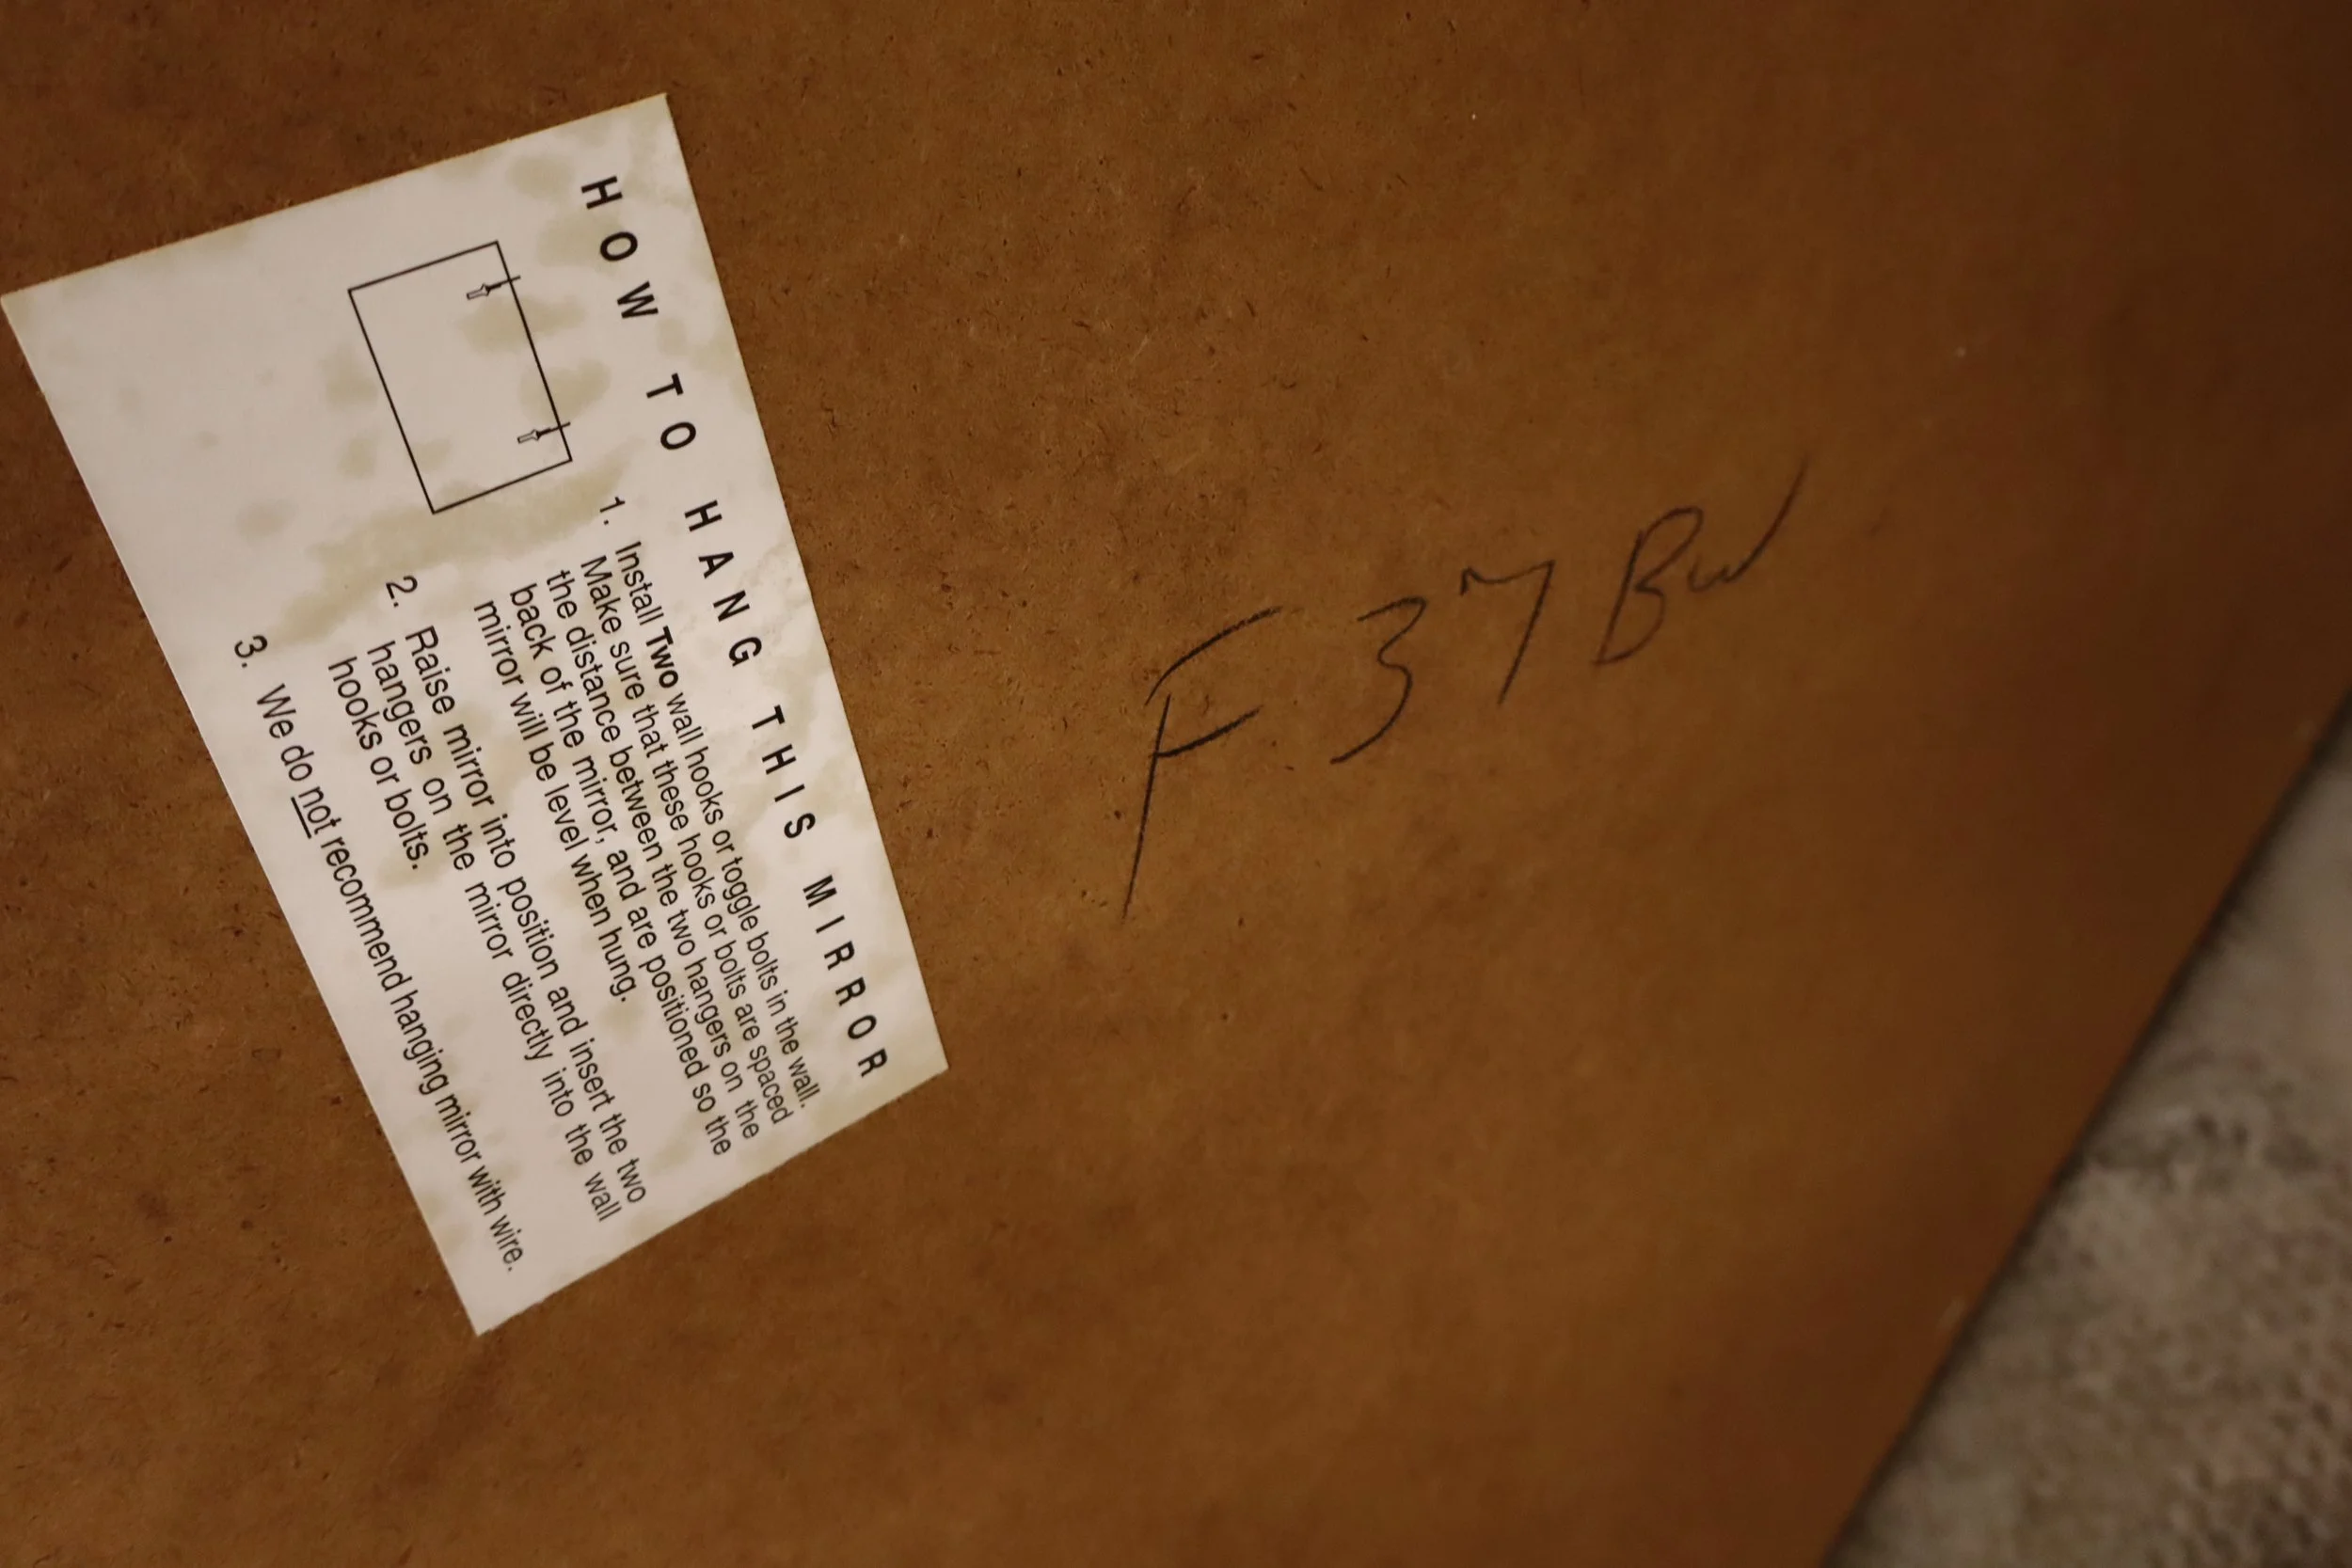 HOW TO HANG THIS MIRROR
1. Install Two wall hooks or toggle bolts in the wall.
Make sure that these hooks or bolts are spaced
the distance between the two hangers on the
back of the mirror, and are positioned so the
mirror will be level when hung.
2. Raise mirror into position and insert the two
hangers on the mirror directly into the wall
hooks or bolts.
3. We do not recommend hanging mirror with wire.
F. 37 BW